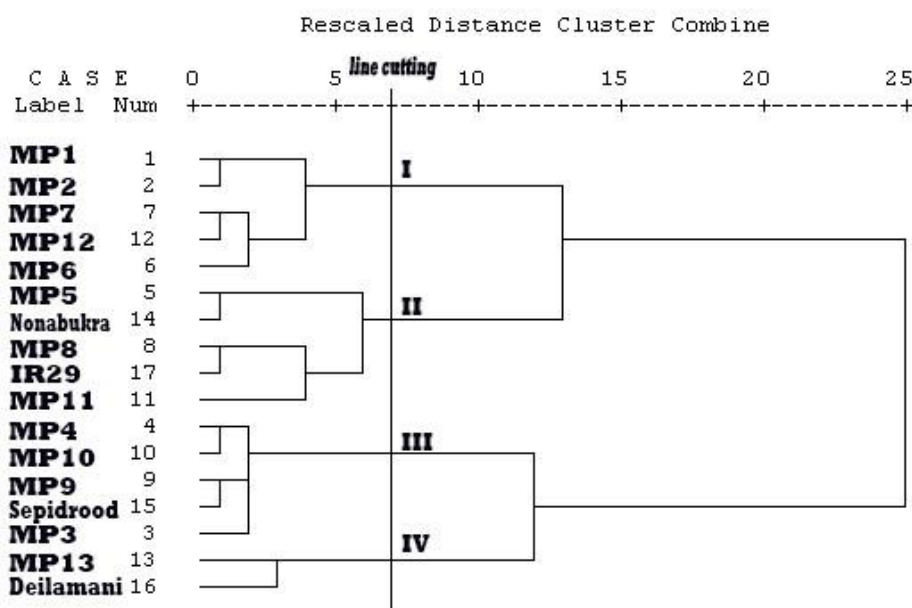 Rescaled Distance Cluster Combine
line cutting
C A S E 0 5 10 15 20 25
Label Num
MP1 1
I
MP2 2
MP7 7
MP12 12
MP6 6
MP5 5
II
Nonabukra 14
MP8 8
IR29 17
MP11 11
MP4 4
III
MP10 10
MP9 9
Sepidrood 15
MP3 3
IV
MP13 13
Deilamani 16